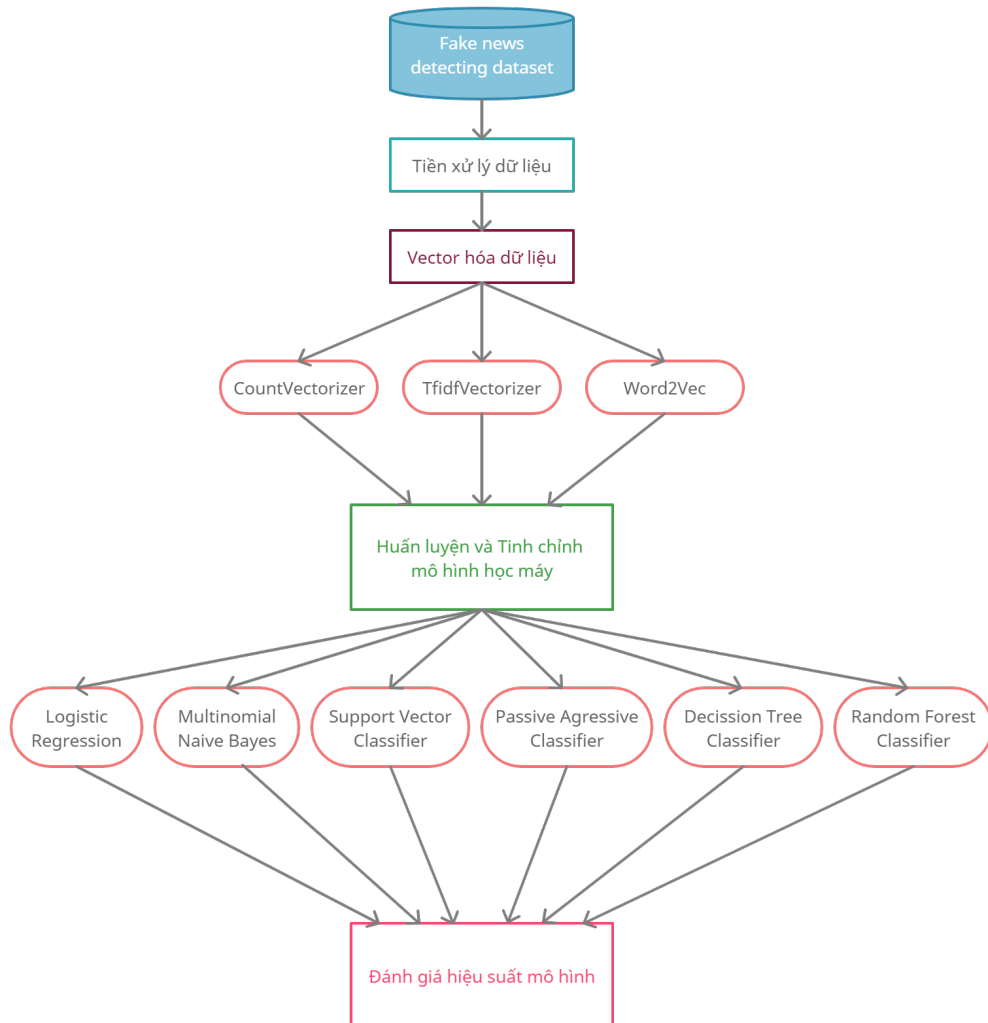 Fake news
detecting dataset
Tiền xử lý dữ liệu
Vector hóa dữ liệu
CountVectorizer
TfidfVectorizer
Word2Vec
Huấn luyện và Tinh chỉnh
mô hình học máy
Logistic
Regression
Multinomial
Naive Bayes
Support Vector
Classifier
Passive Agressive
Classifier
Decission Tree
Classifier
Random Forest
Classifier
Đánh giá hiệu suất mô hình